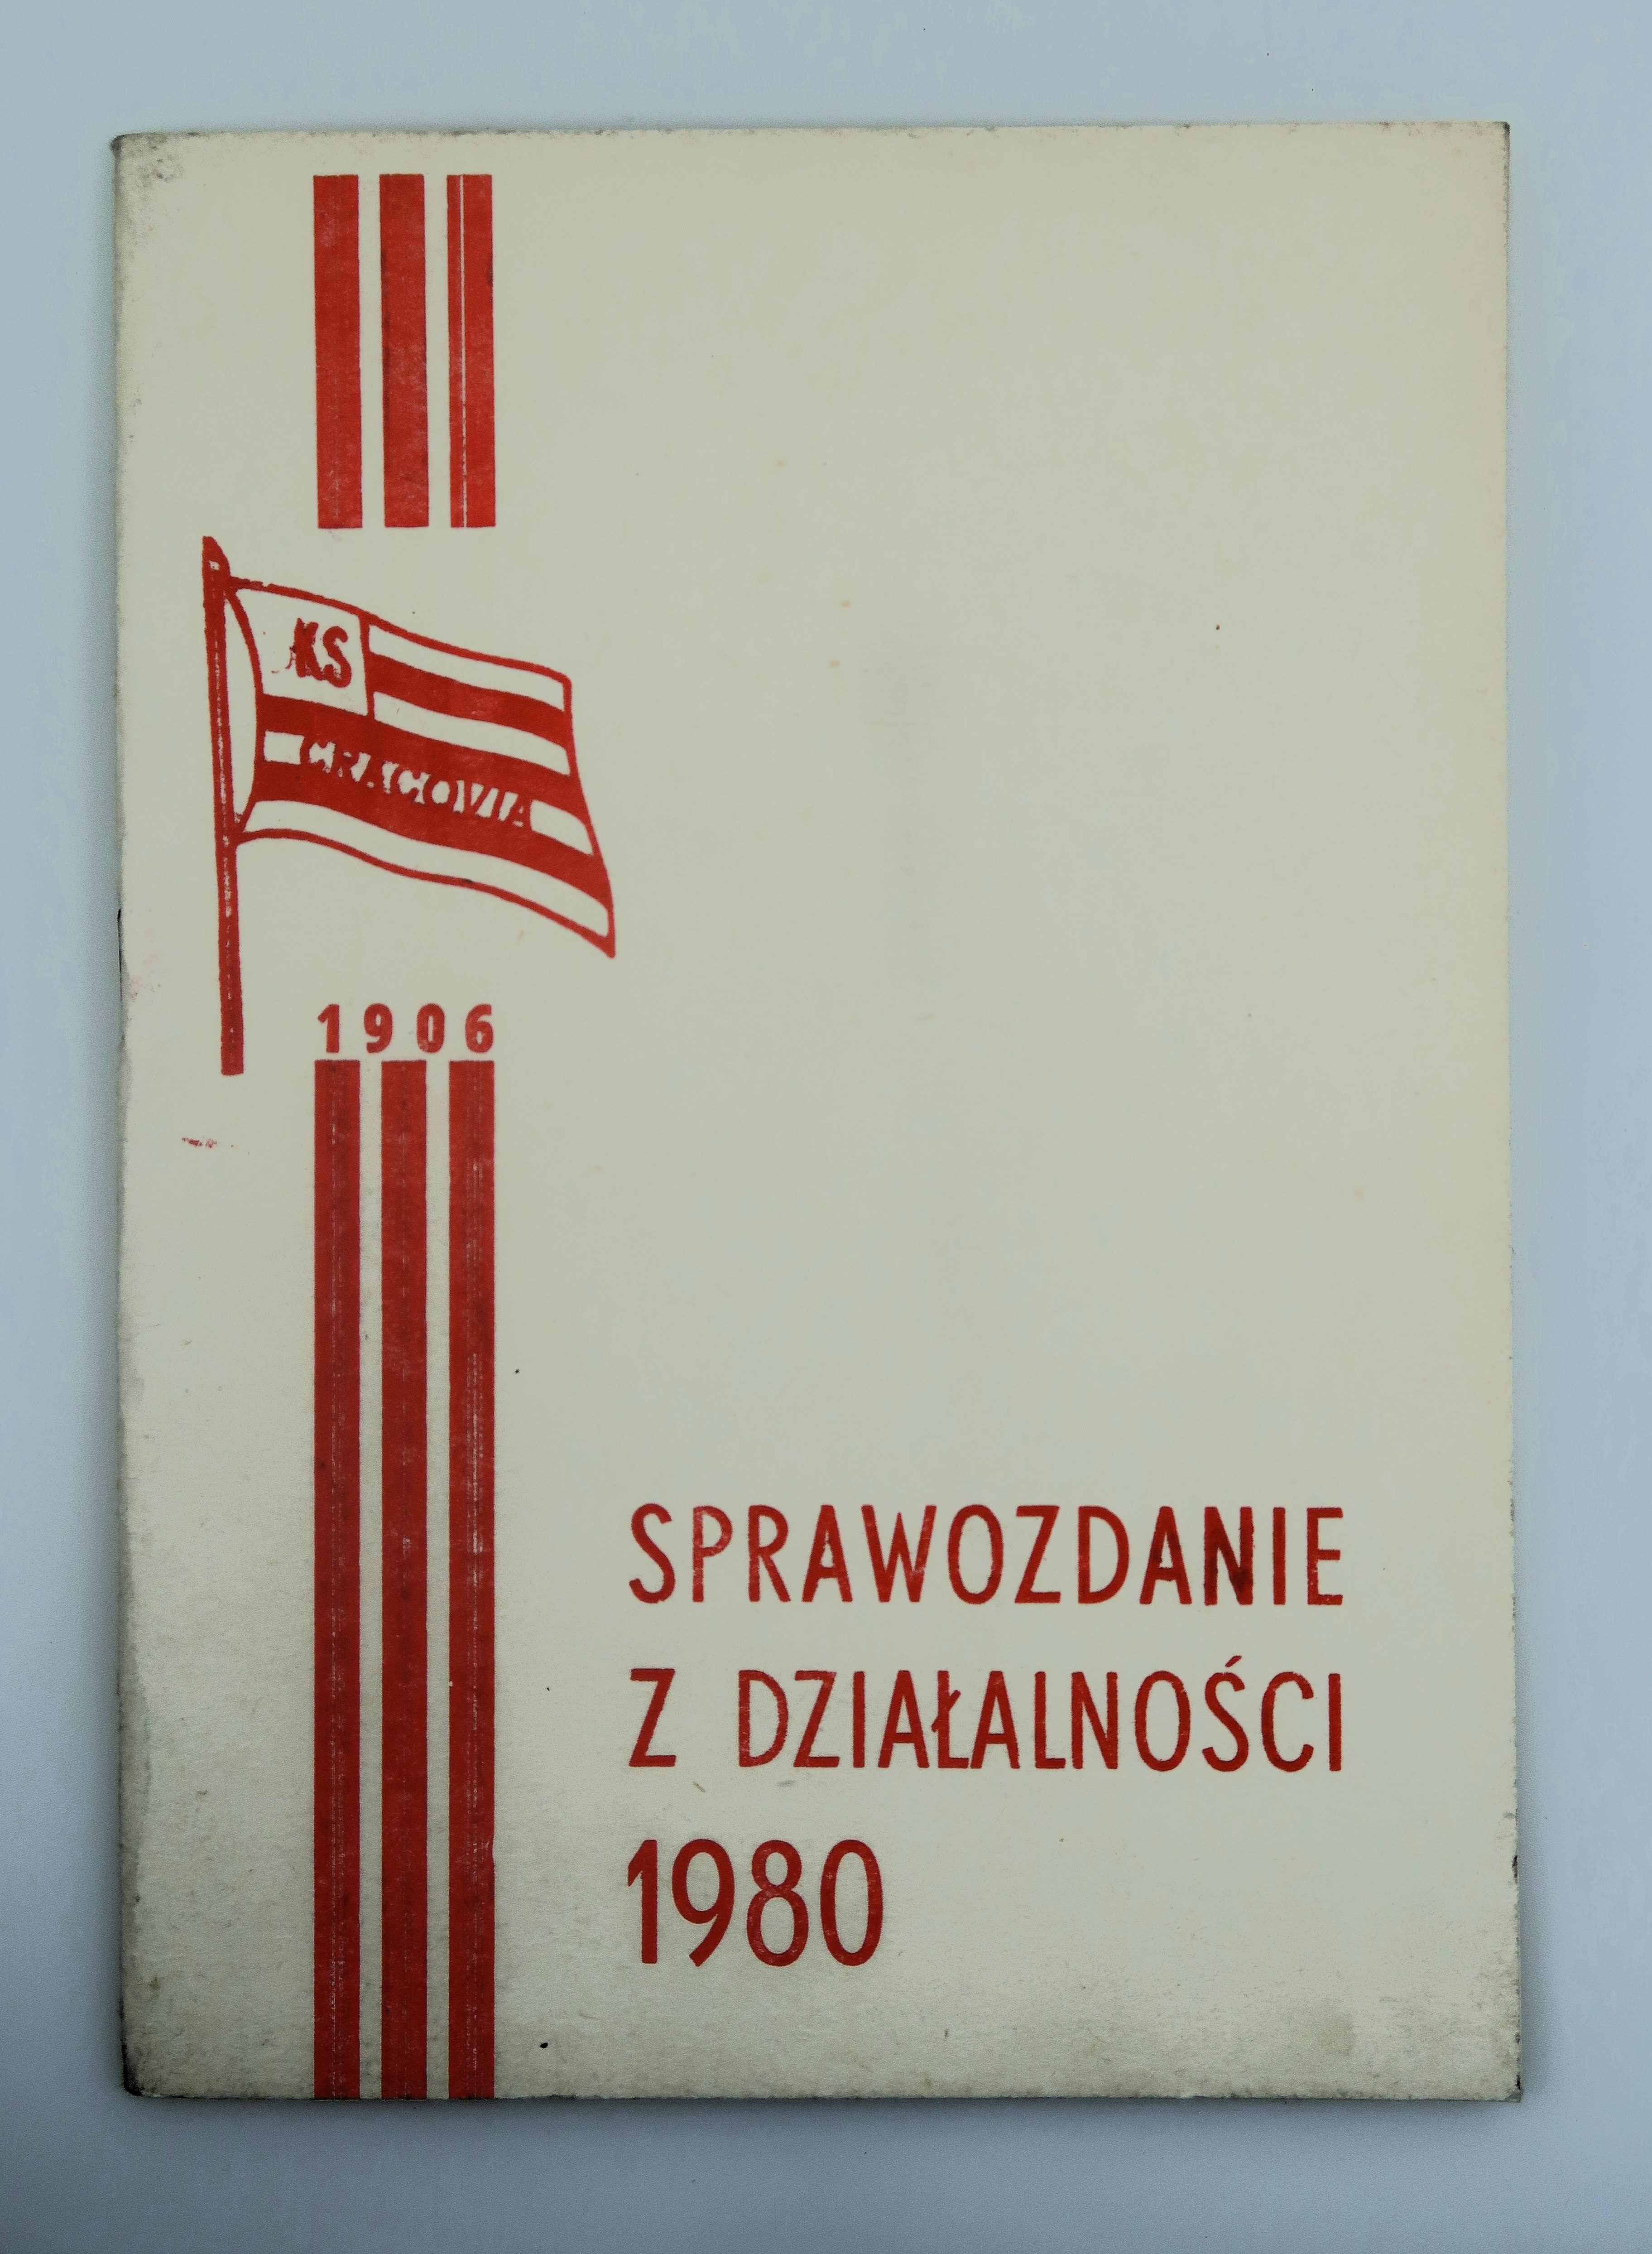 KS
CRACOVIA
1906
SPRAWOZDANIE
Z DZIAŁALNOŚCI
1980